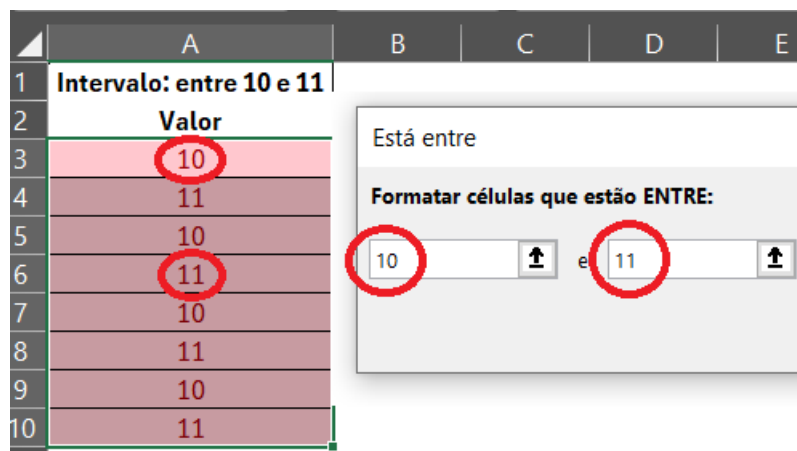 A B C D E
1 Intervalo: entre 10 e 11
2 Valor
3 10
4 11
5 10
6 11
7 10
8 11
9 10
10 11
Está entre
Formatar células que estão ENTRE:
10 e 11